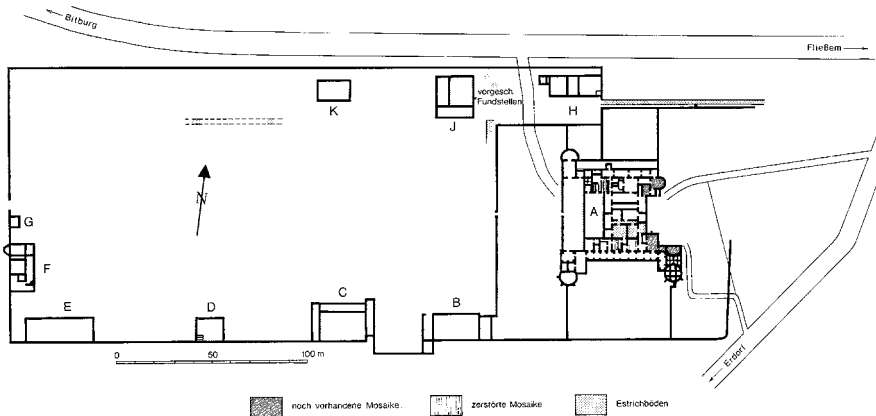 Bitburg
Fließem
K
vorgesch.
Fundstellen
J
H
N
A
G
F
E
D
C
B
0 50 100 m
Erdorf
noch vorhandene Mosaike. zerstörte Mosaike Estrichböden